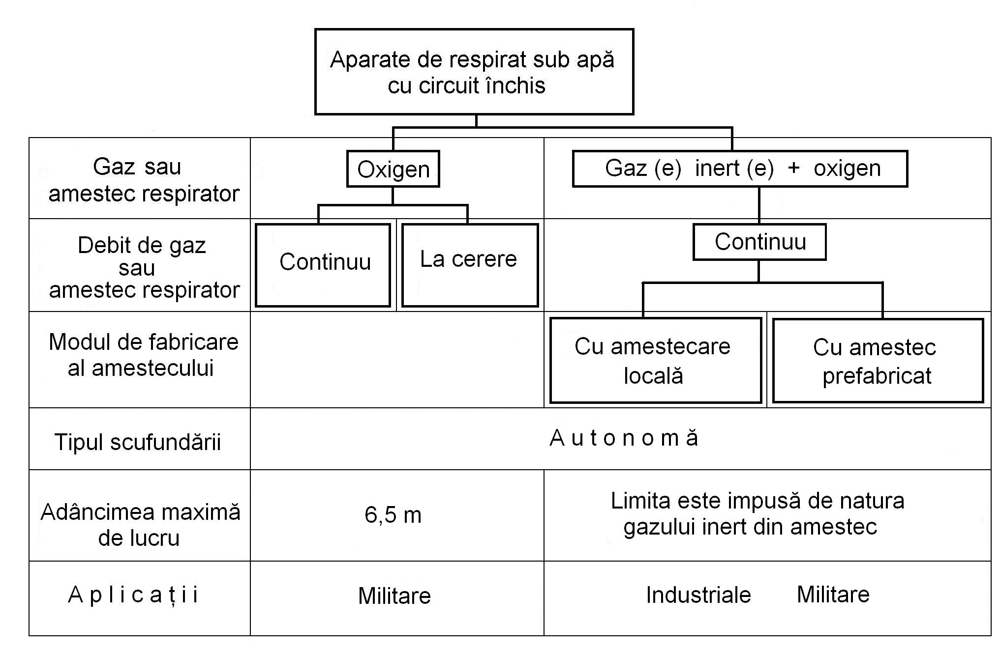 Aparate de respirat sub apă
cu circuit închis
Gaz sau
amestec respirator
Oxigen
Gaz (e) inert (e) + oxigen
Debit de gaz
sau
amestec respirator
Continuu
La cerere
Continuu
Modul de fabricare
al amestecului
Cu amestecare
locală
Cu amestec
prefabricat
Tipul scufundării
A u t o n o m ă
Adâncimea maximă
de lucru
6,5 m
Limita este impusă de natura
gazului inert din amestec
A p l i c a ț i i
Militare
Industriale Militare